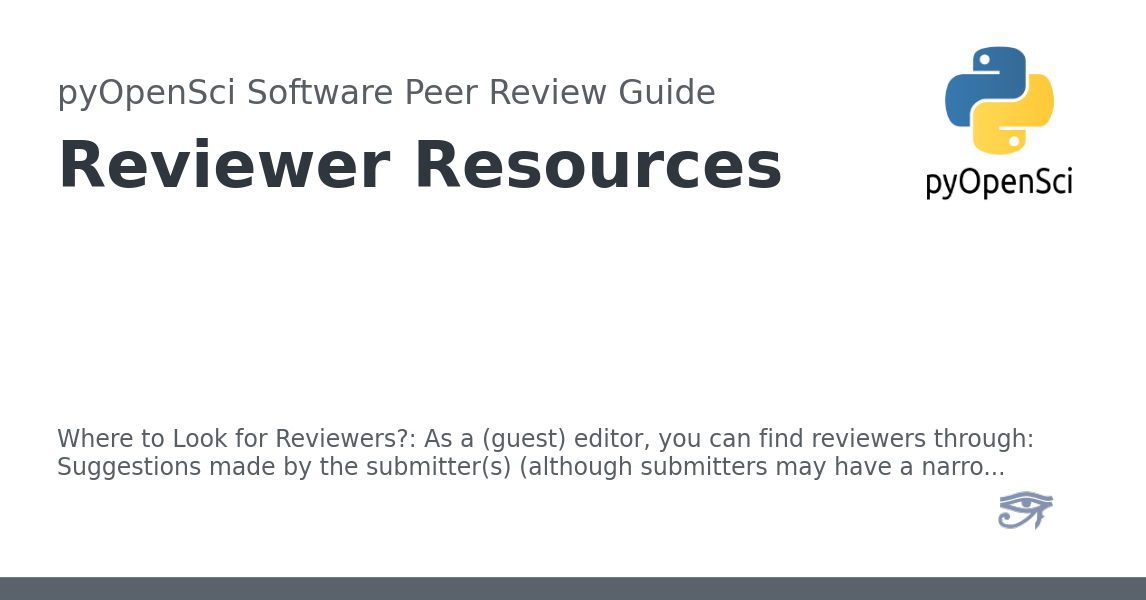 pyOpenSci Software Peer Review Guide
Reviewer Resources
pyOpenSci
Where to Look for Reviewers?: As a (guest) editor, you can find reviewers through:
Suggestions made by the submitter(s) (although submitters may have a narro...